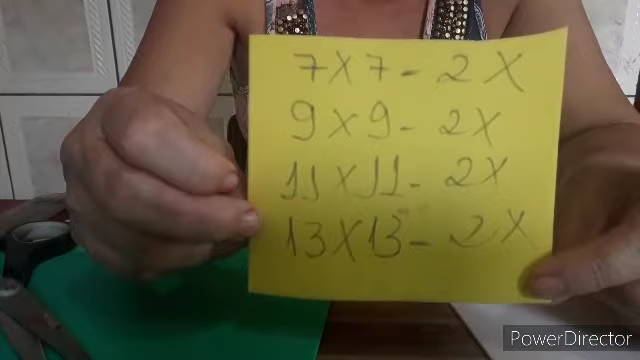 7X7- 2X
9X9- 2X
11X11- 2X
13X13- 2X
PowerDirector